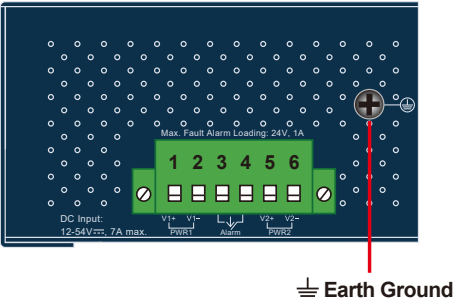 Max. Fault Alarm Loading: 24V, 1A
1 2 3 4 5 6
V1+ V1− V2+ V2−
PWR1 Alarm PWR2
DC Input:
12-54V⎓, 7A max.
Earth Ground